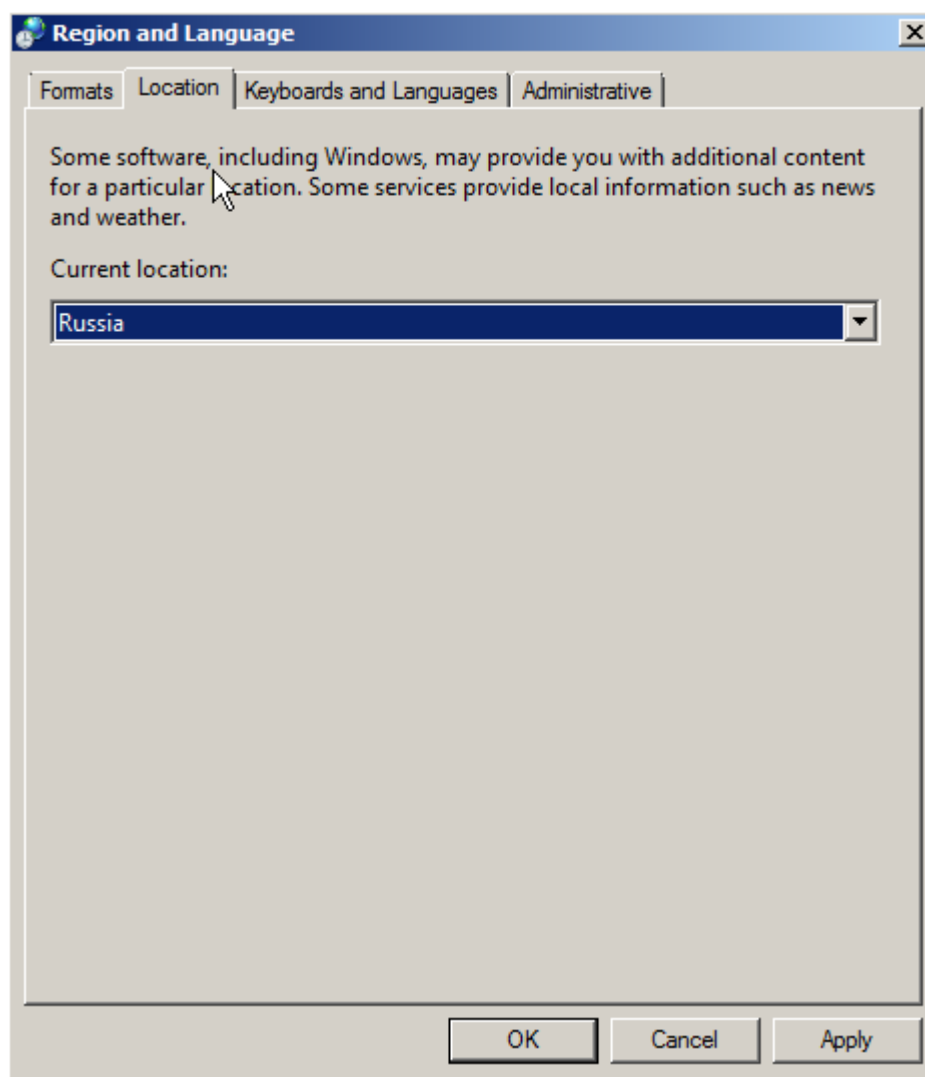 Region and Language
Formats Location Keyboards and Languages Administrative
Some software, including Windows, may provide you with additional content
for a particular location. Some services provide local information such as news
and weather.
Current location:
Russia
OK Cancel Apply